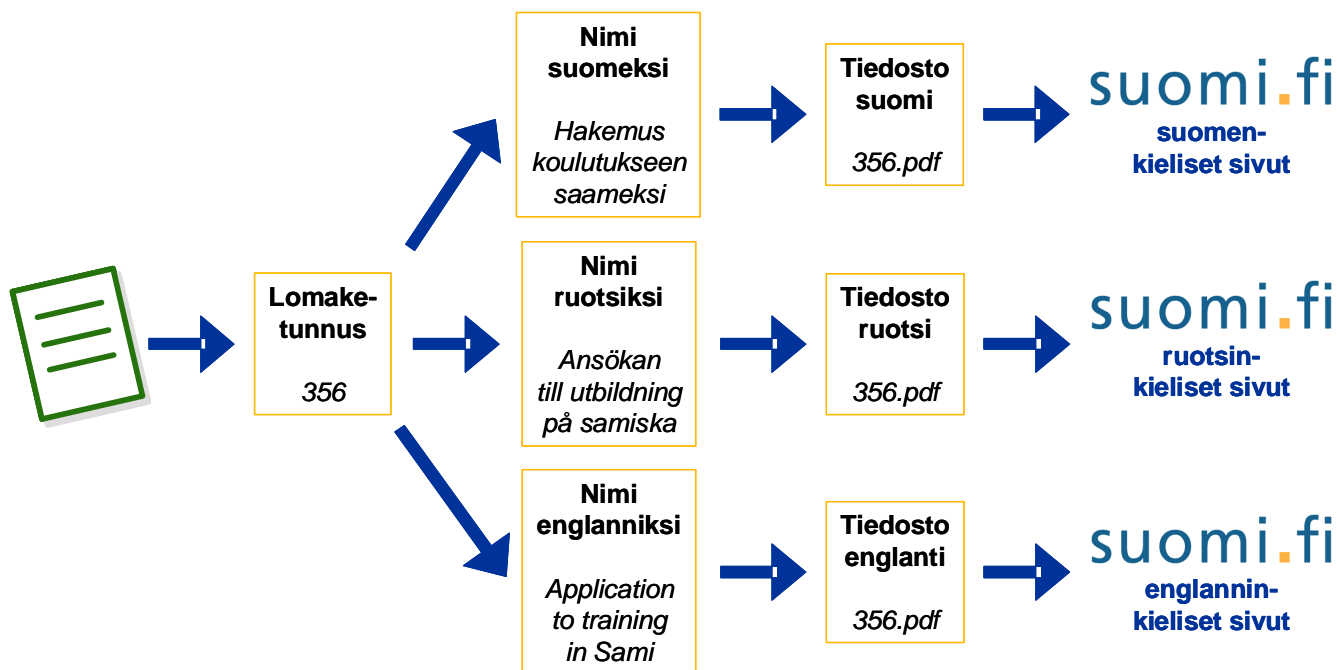 Lomake-
tunnus
356
Nimi
suomeksi
Hakemus
koulutukseen
saameksi
Tiedosto
suomi
356.pdf
suomi.fi
suomen-
kieliset sivut
Nimi
ruotsiksi
Ansökan
till utbildning
på samiska
Tiedosto
ruotsi
356.pdf
suomi.fi
ruotsin-
kieliset sivut
Nimi
englanniksi
Application
to training
in Sami
Tiedosto
englanti
356.pdf
suomi.fi
englannin-
kieliset sivut